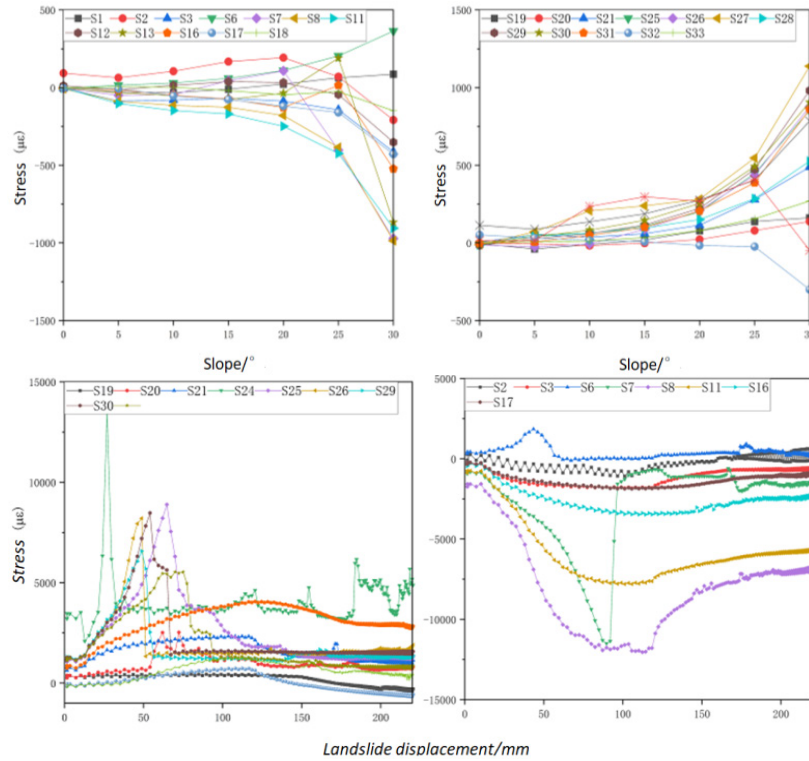 500
S1 S2 S3 S6 S7 S8 S11
S12 S13 S16 S17 S18
0
-500
-1000
-1500
Stress (με)
0 5 10 15 20 25 30
Slope/°
1500
S19 S20 S21 S25 S26 S27 S28
S29 S30 S31 S32 S33
1000
500
0
-500
Stress (με)
0 5 10 15 20 25 30
Slope/°
15000
S19 S20 S21 S24 S25 S26 S29
S30
10000
5000
0
Stress (με)
0 50 100 150 200
5000
S2 S3 S6 S7 S8 S11 S16
S17
0
-5000
-10000
-15000
Stress (με)
0 50 100 150 200
Landslide displacement/mm